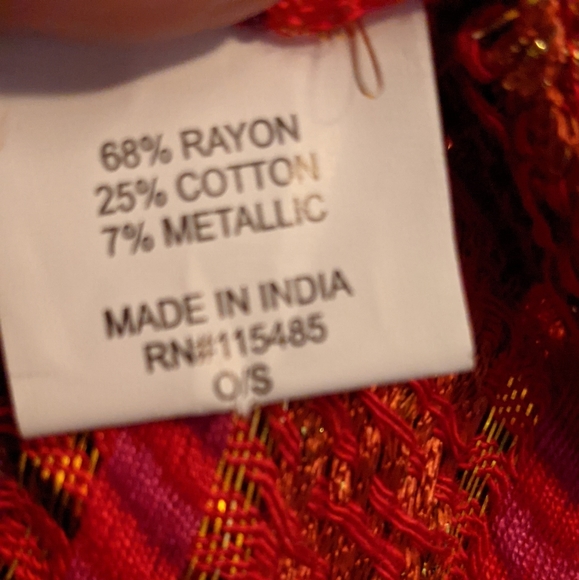 68% RAYON
25% COTTON
7% METALLIC
MADE IN INDIA
RN#115485
O/S